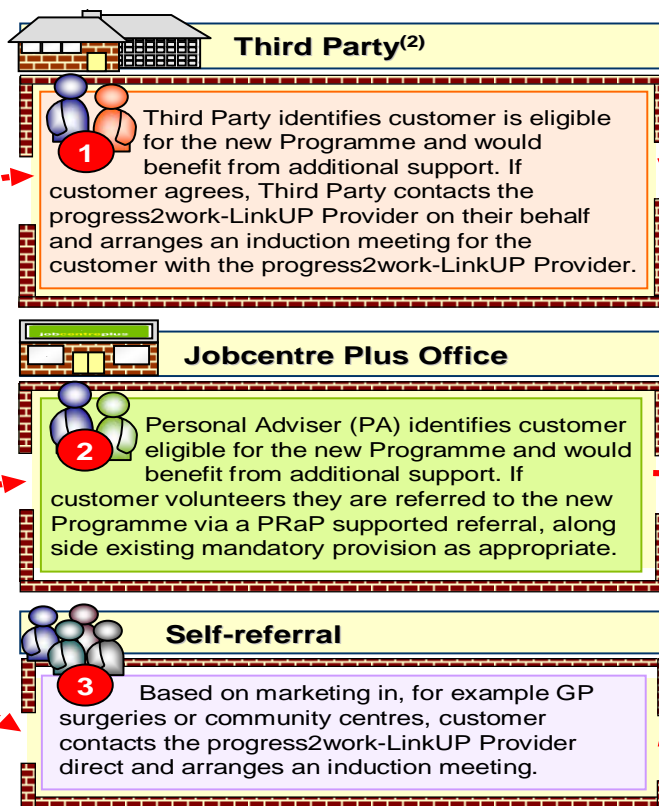 Third Party(2)
1
Third Party identifies customer is eligible
for the new Programme and would
benefit from additional support. If
customer agrees, Third Party contacts the
progress2work-LinkUP Provider on their behalf
and arranges an induction meeting for the
customer with the progress2work-LinkUP Provider.
jobcentreplus
Jobcentre Plus Office
2
Personal Adviser (PA) identifies customer
eligible for the new Programme and would
benefit from additional support. If
customer volunteers they are referred to the new
Programme via a PRaP supported referral, along
side existing mandatory provision as appropriate.
Self-referral
3
Based on marketing in, for example GP
surgeries or community centres, customer
contacts the progress2work-LinkUP Provider
direct and arranges an induction meeting.